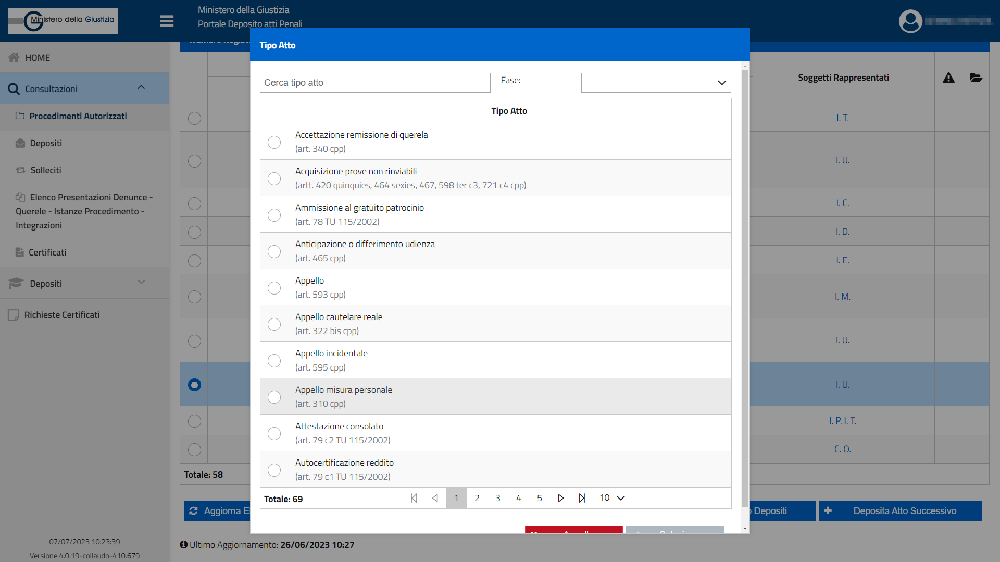 Ministero della Giustizia
Ministero della Giustizia
Portale Deposito atti Penali
HOME
Consultazioni
Procedimenti Autorizzati
Depositi
Solleciti
Elenco Presentazioni Denunce -
Querele - Istanze Procedimento -
Integrazioni
Certificati
Depositi
Richieste Certificati
07/07/2023 10:23:39
Versione 4.0.19-collaudo-410.679
Tipo Atto
Cerca tipo atto
Fase:
Tipo Atto
Accettazione remissione di querela
(art. 340 cpp)
Acquisizione prove non rinviabili
(artt. 420 quinquies, 464 sexies, 467, 598 ter c3, 721 c4 cpp)
Ammissione al gratuito patrocinio
(art. 78 TU 115/2002)
Anticipazione o differimento udienza
(art. 465 cpp)
Appello
(art. 593 cpp)
Appello cautelare reale
(art. 322 bis cpp)
Appello incidentale
(art. 595 cpp)
Appello misura personale
(art. 310 cpp)
Attestazione consolato
(art. 79 c2 TU 115/2002)
Autocertificazione reddito
(art. 79 c1 TU 115/2002)
Totale: 69
1 2 3 4 5
10
Annulla
Seleziona
Soggetti Rappresentati
I. T.
I. U.
I. C.
I. D.
I. E.
I. M.
I. U.
I. U.
I. P. I. T.
C. O.
Totale: 58
Aggiorna
Depositi
Deposita Atto Successivo
Ultimo Aggiornamento: 26/06/2023 10:27